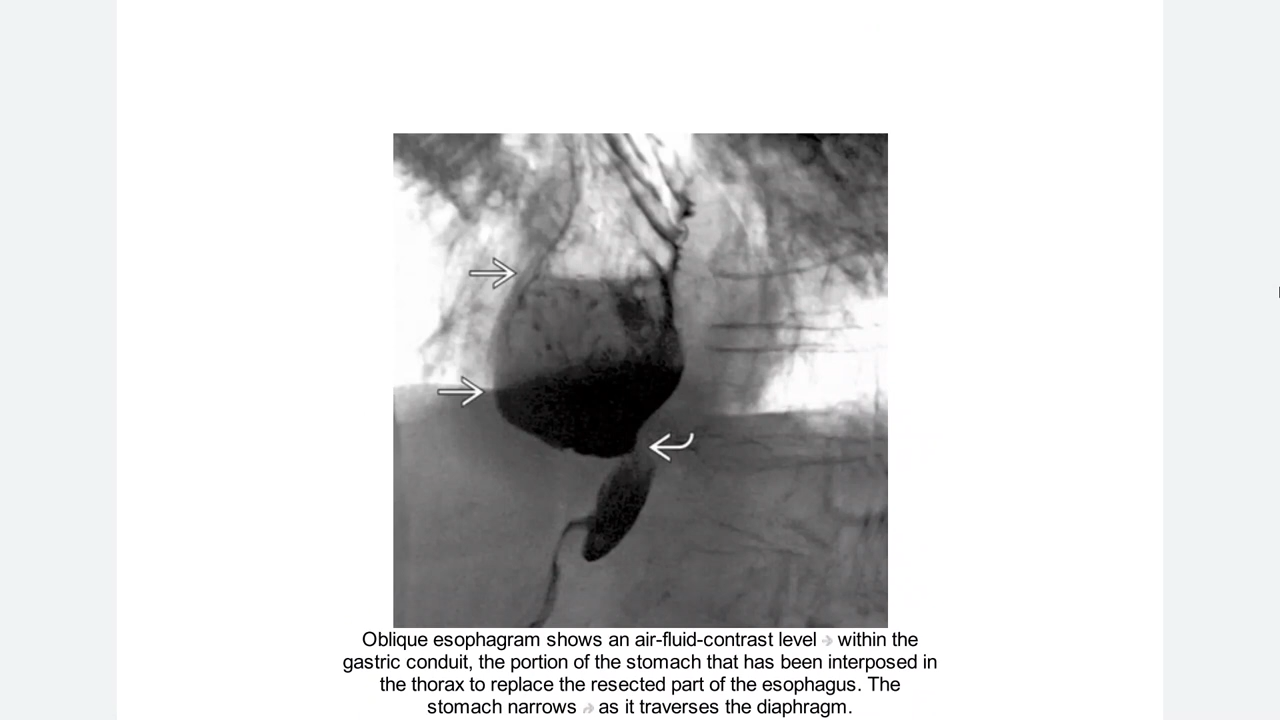 Oblique esophagram shows an air-fluid-contrast level within the
gastric conduit, the portion of the stomach that has been interposed in
the thorax to replace the resected part of the esophagus. The
stomach narrows as it traverses the diaphragm.